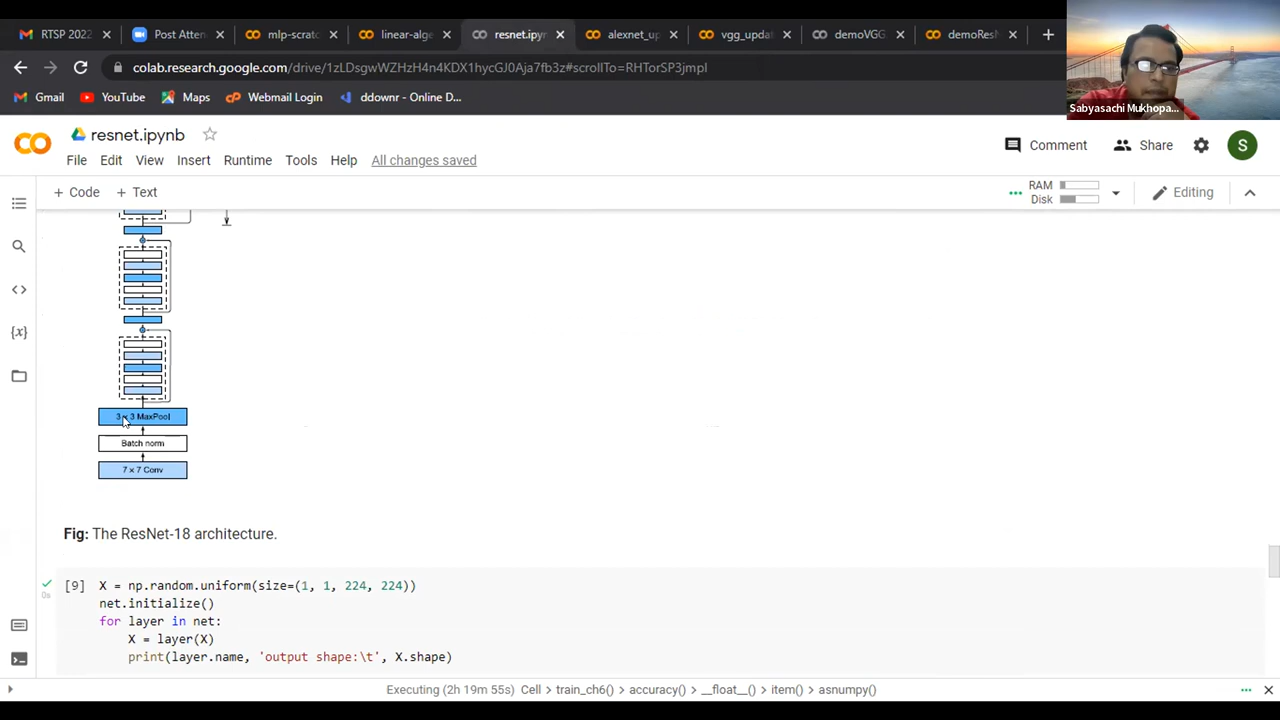 RTSP 2022
Post Atten
mlp-scratc
linear-alge
resnet.ipyn
alexnet_up
vgg_updat
demoVGG.
demoResN
colab.research.google.com/drive/1zLDsgwWZHzH4n4KDX1hycGJ0Aja7fb3z#scrollTo=RHTorSP3jmpI
Gmail
YouTube
Maps
Webmail Login
ddownr - Online D...
Sabyasachi Mukhopa...
resnet.ipynb
Comment
Share
S
File Edit View Insert Runtime Tools Help All changes saved
+ Code + Text
RAM
Disk
Editing
3 × 3 MaxPool
Batch norm
7 × 7 Conv
Fig: The ResNet-18 architecture.
[9] X = np.random.uniform(size=(1, 1, 224, 224))
0s
net.initialize()
for layer in net:
X = layer(X)
print(layer.name, 'output shape:\t', X.shape)
Executing (2h 19m 55s) Cell > train_ch6() > accuracy() > __float__() > item() > asnumpy()